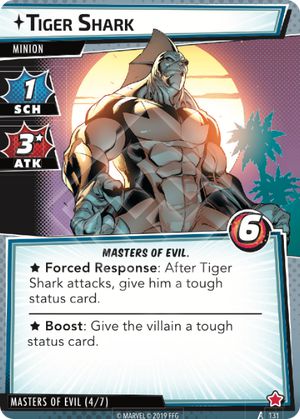 TIGER SHARK
MINION
1
SCH
3
ATK
6
MASTERS OF EVIL.
Forced Response: After Tiger
Shark attacks, give him a tough
status card.
Boost: Give the villain a tough
status card.
MASTERS OF EVIL (4/7)
© MARVEL © 2019 FFG
131